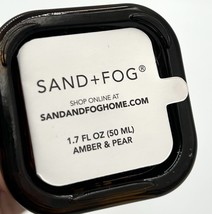 SAND+FOG®
SHOP ONLINE AT
SANDANDFOGHOME.COM
1.7 FL OZ (50 ML)
AMBER & PEAR